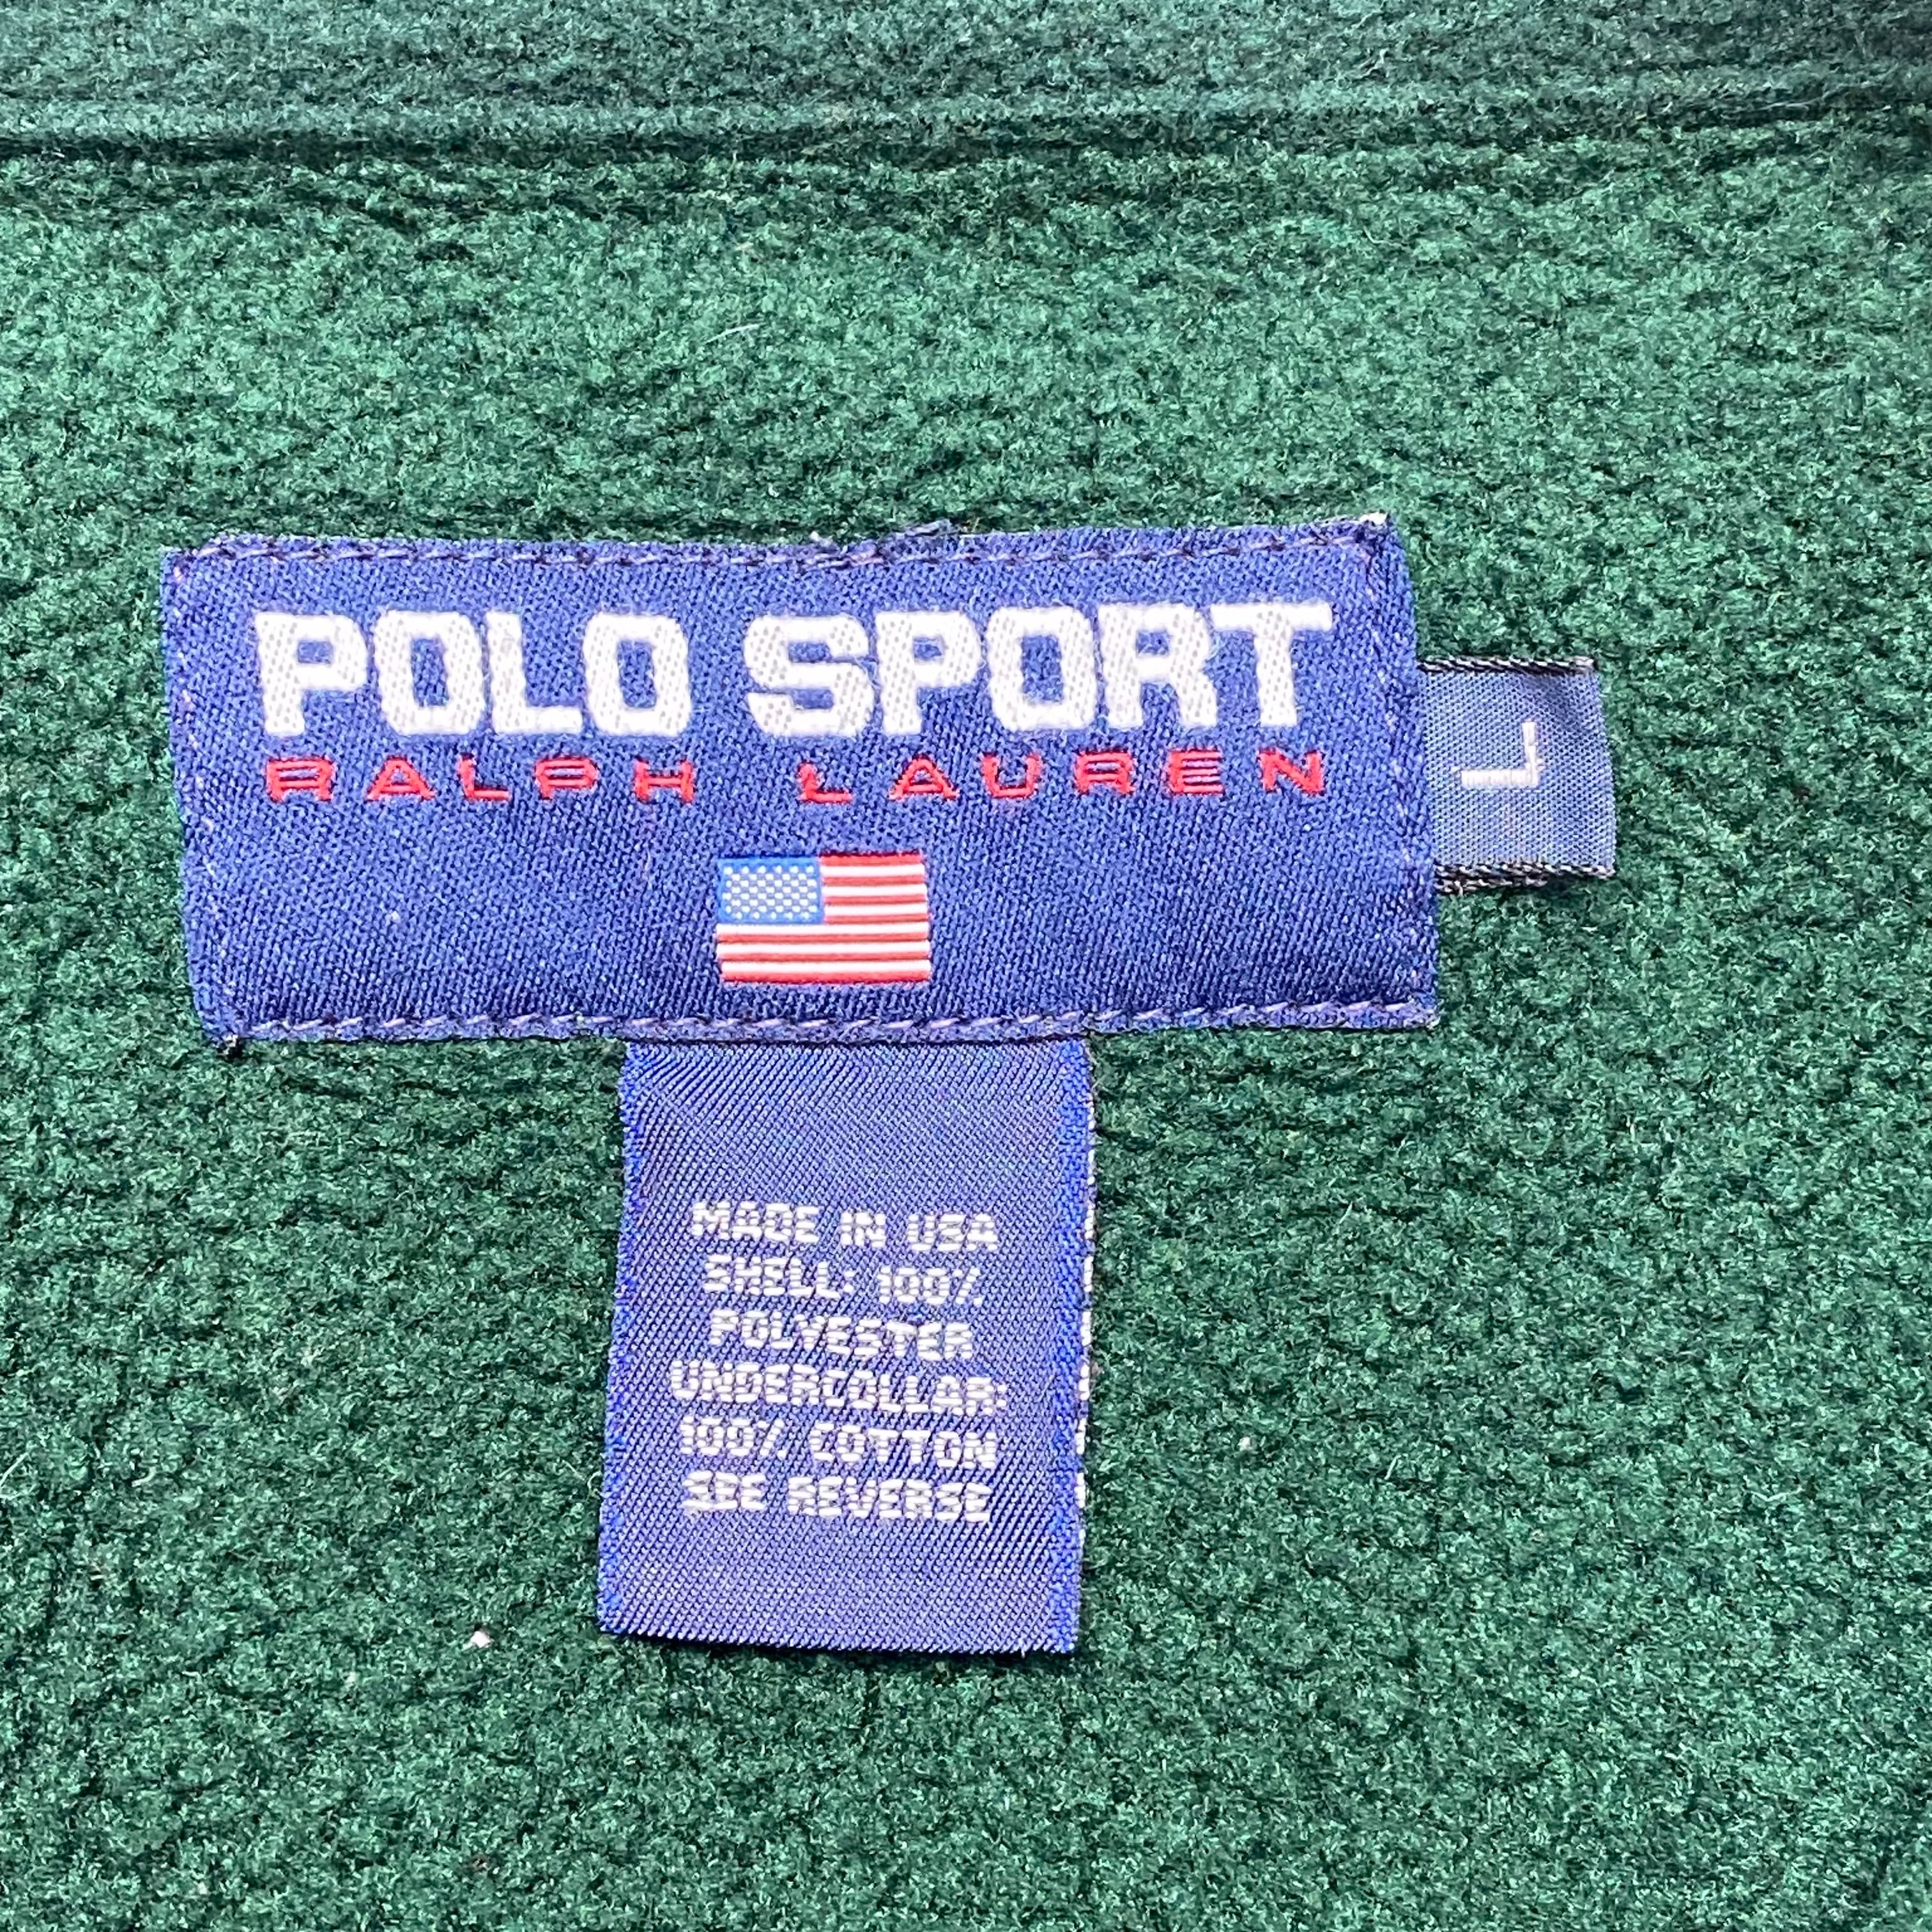 POLO SPORT
RALPH LAUREN
L
MADE IN USA
SHELL: 100%
POLYESTER
UNDERCOLLAR:
100% COTTON
SEE REVERSE